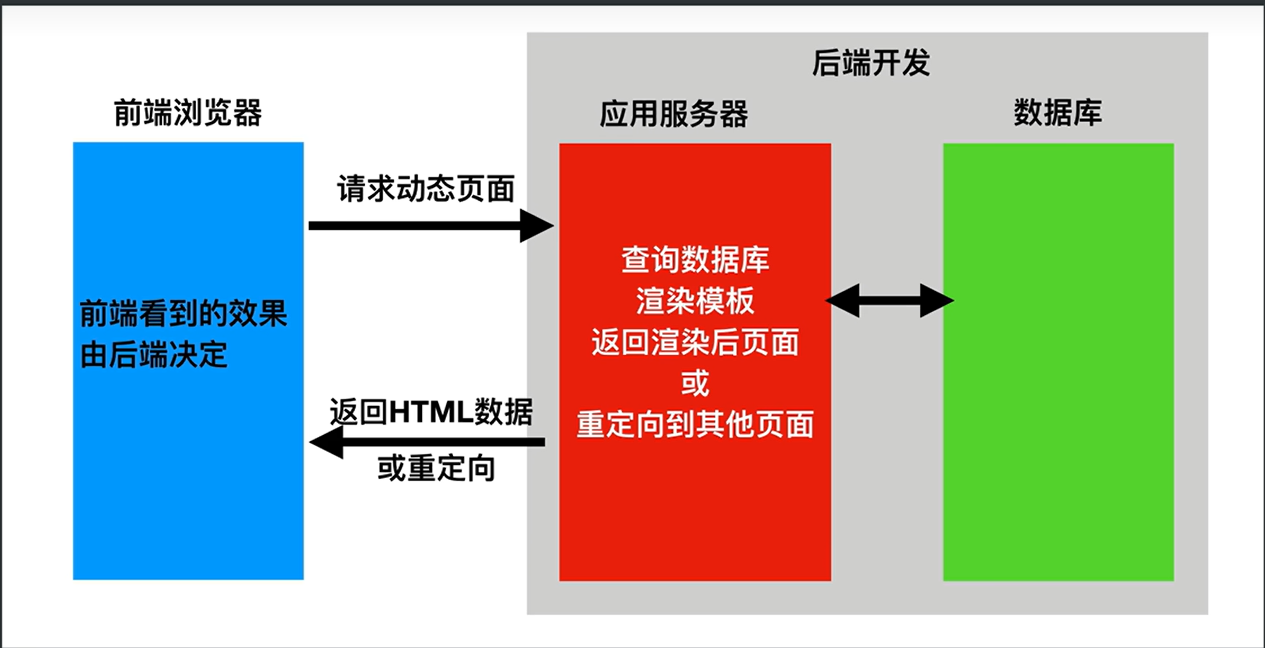 后端开发
前端浏览器
应用服务器
数据库
请求动态页面
查询数据库
渲染模板
返回渲染后页面
或
重定向到其他页面
前端看到的效果
由后端决定
返回HTML数据
或重定向